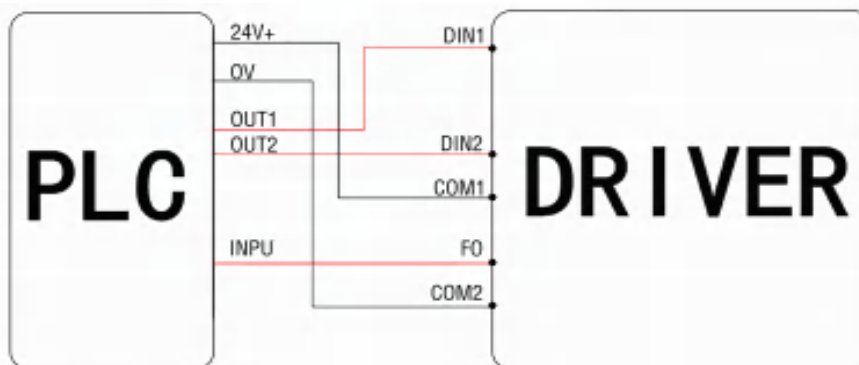 24V+
0V
OUT1
OUT2
PLC
INPU
DIN1
DIN2
COM1
FO
COM2
DRIVER